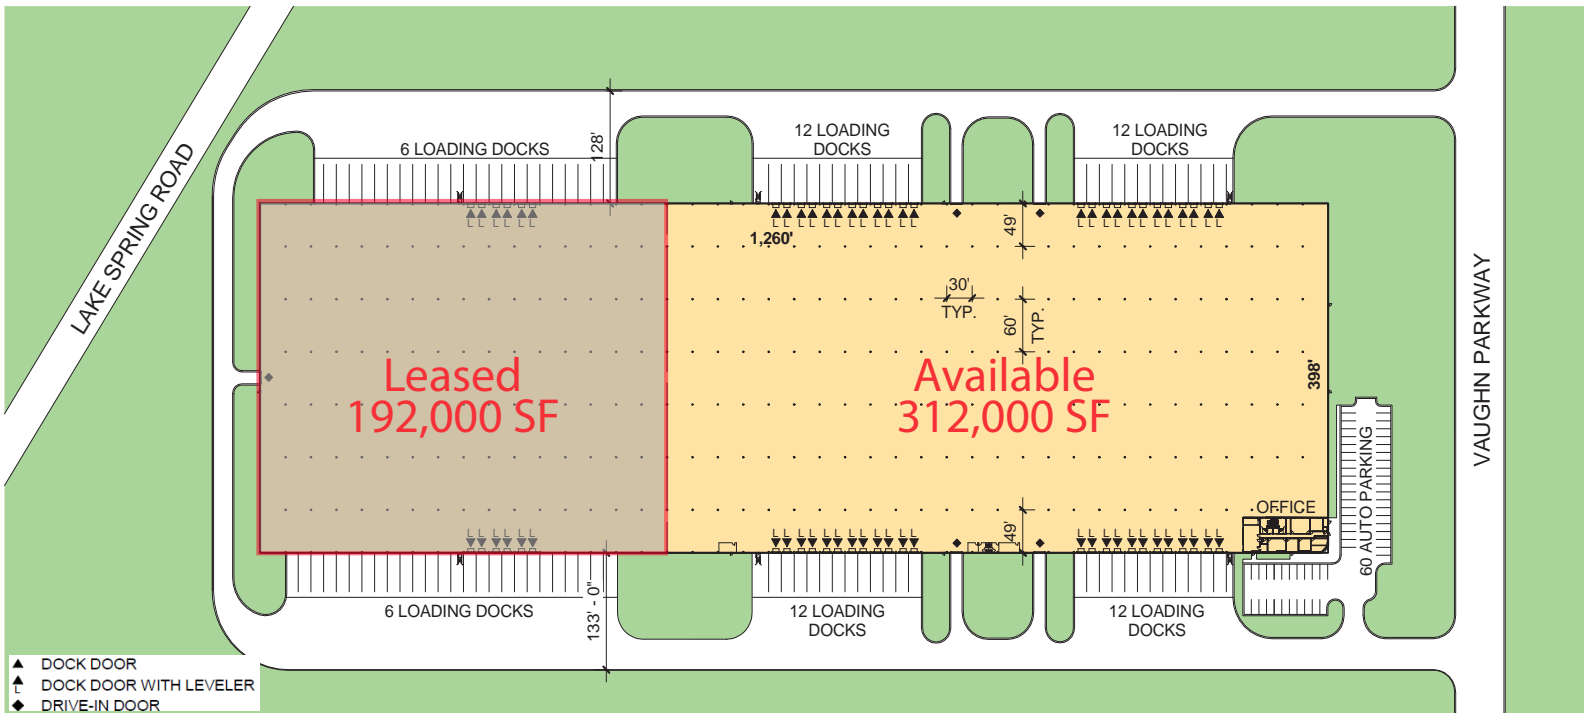 12 LOADING
DOCKS
12 LOADING
DOCKS
6 LOADING DOCKS
128'
LAKE SPRING ROAD
L L L L L L
L L L L L L L L L L L L
L L L L L L L L L L L L
1,260'
49'
30'
TYP.
60'
TYP.
VAUGHN PARKWAY
Leased
192,000 SF
Available
312,000 SF
398'
60 AUTO PARKING
OFFICE
49'
L L L L L L
L L L L L L L L L L L L
L L L L L L L L L L L L
6 LOADING DOCKS
133' - 0"
12 LOADING
DOCKS
12 LOADING
DOCKS
DOCK DOOR
L DOCK DOOR WITH LEVELER
DRIVE-IN DOOR